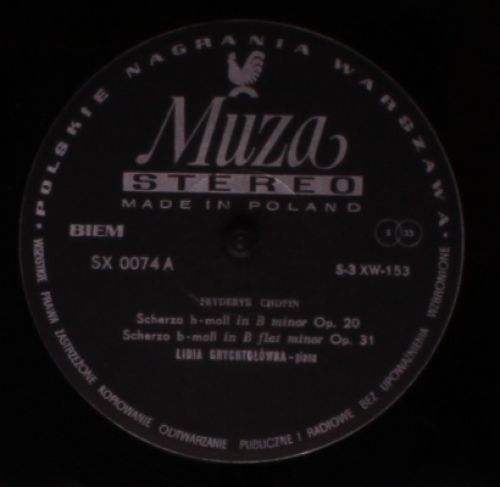 POLSKIE NAGRANIA WARSZAWA
Muza
STEREO
MADE IN POLAND
BIEM
S 33
SX 0074 A
S-3 XW-153
FRYDERYK CHOPIN
Scherzo h-moll in B minor Op. 20
Scherzo b-moll in B flat minor Op. 31
LIDIA GRYCHTOŁÓWNA - piano
WSZELKIE PRAWA ZASTRZEŻONE KOPIOWANIE ODTWARZANIE PUBLICZNE I RADIOWE BEZ UPOWAŻNIENIA WZBRONIONE